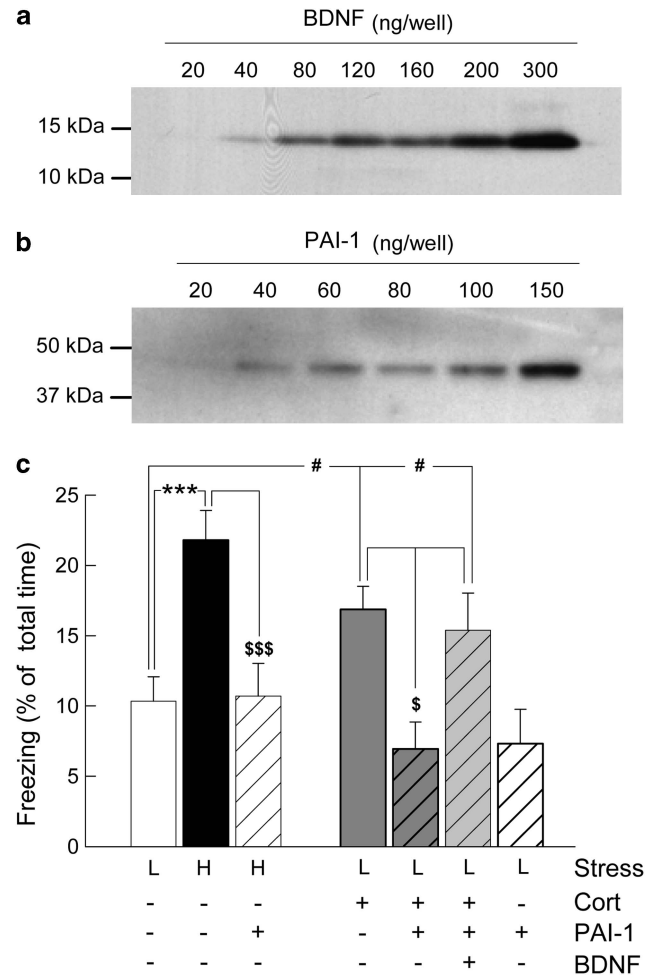 a
BDNF (ng/well)
20 40 80 120 160 200 300
15 kDa
10 kDa
b
PAI-1 (ng/well)
20 40 60 80 100 150
50 kDa
37 kDa
c
# #
***
$$$
$
Freezing (% of total time)
25
20
15
10
5
0
L H H L L L L Stress
- - - + + + - Cort
- - + - + + + PAI-1
- - - - - + - BDNF